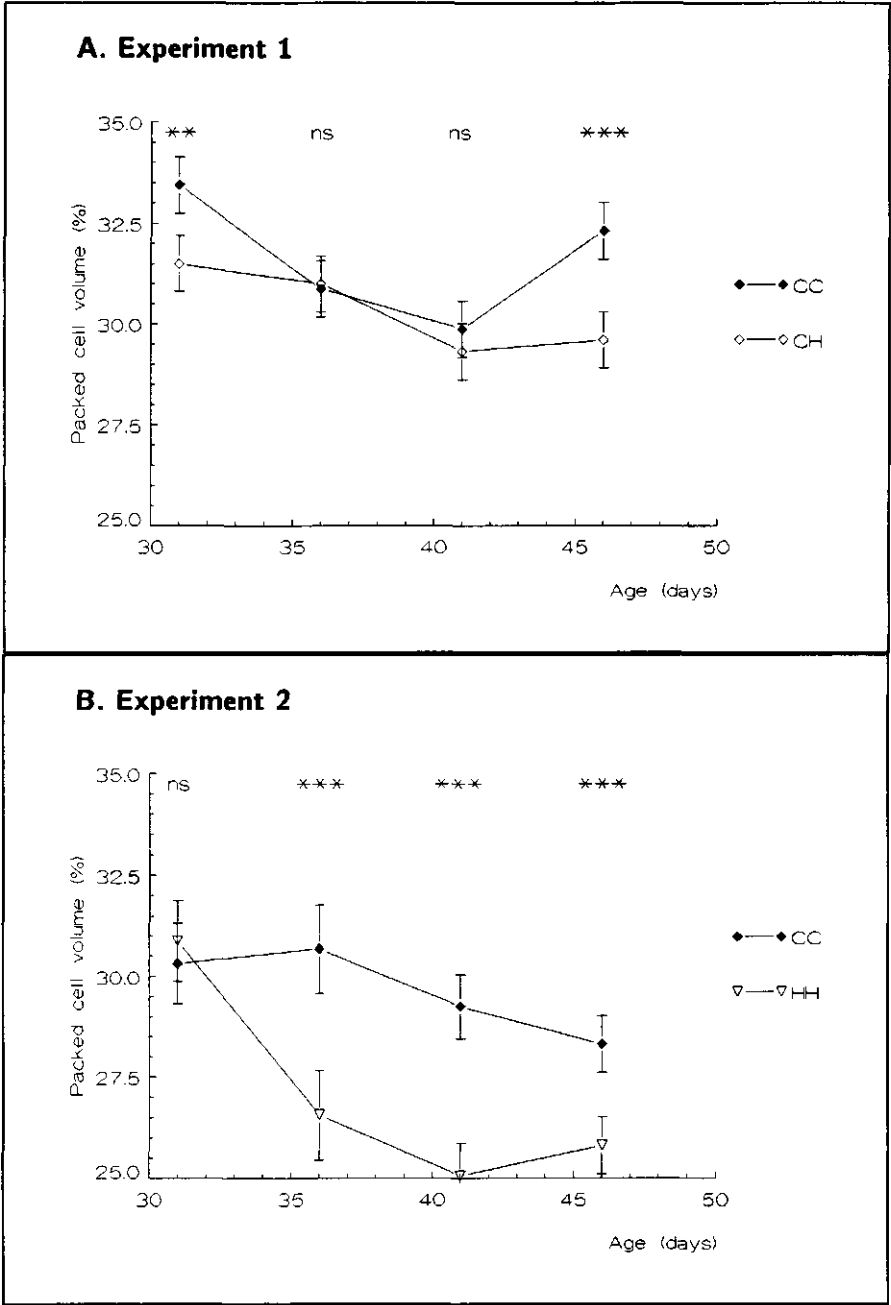 A. Experiment 1
35.0
** ns ns ***
32.5
30.0
27.5
25.0
Packed cell volume (%)
CC
CH
30 35 40 45 50
Age (days)
B. Experiment 2
35.0
ns *** *** ***
32.5
30.0
27.5
25.0
Packed cell volume (%)
CC
HH
30 35 40 45 50
Age (days)